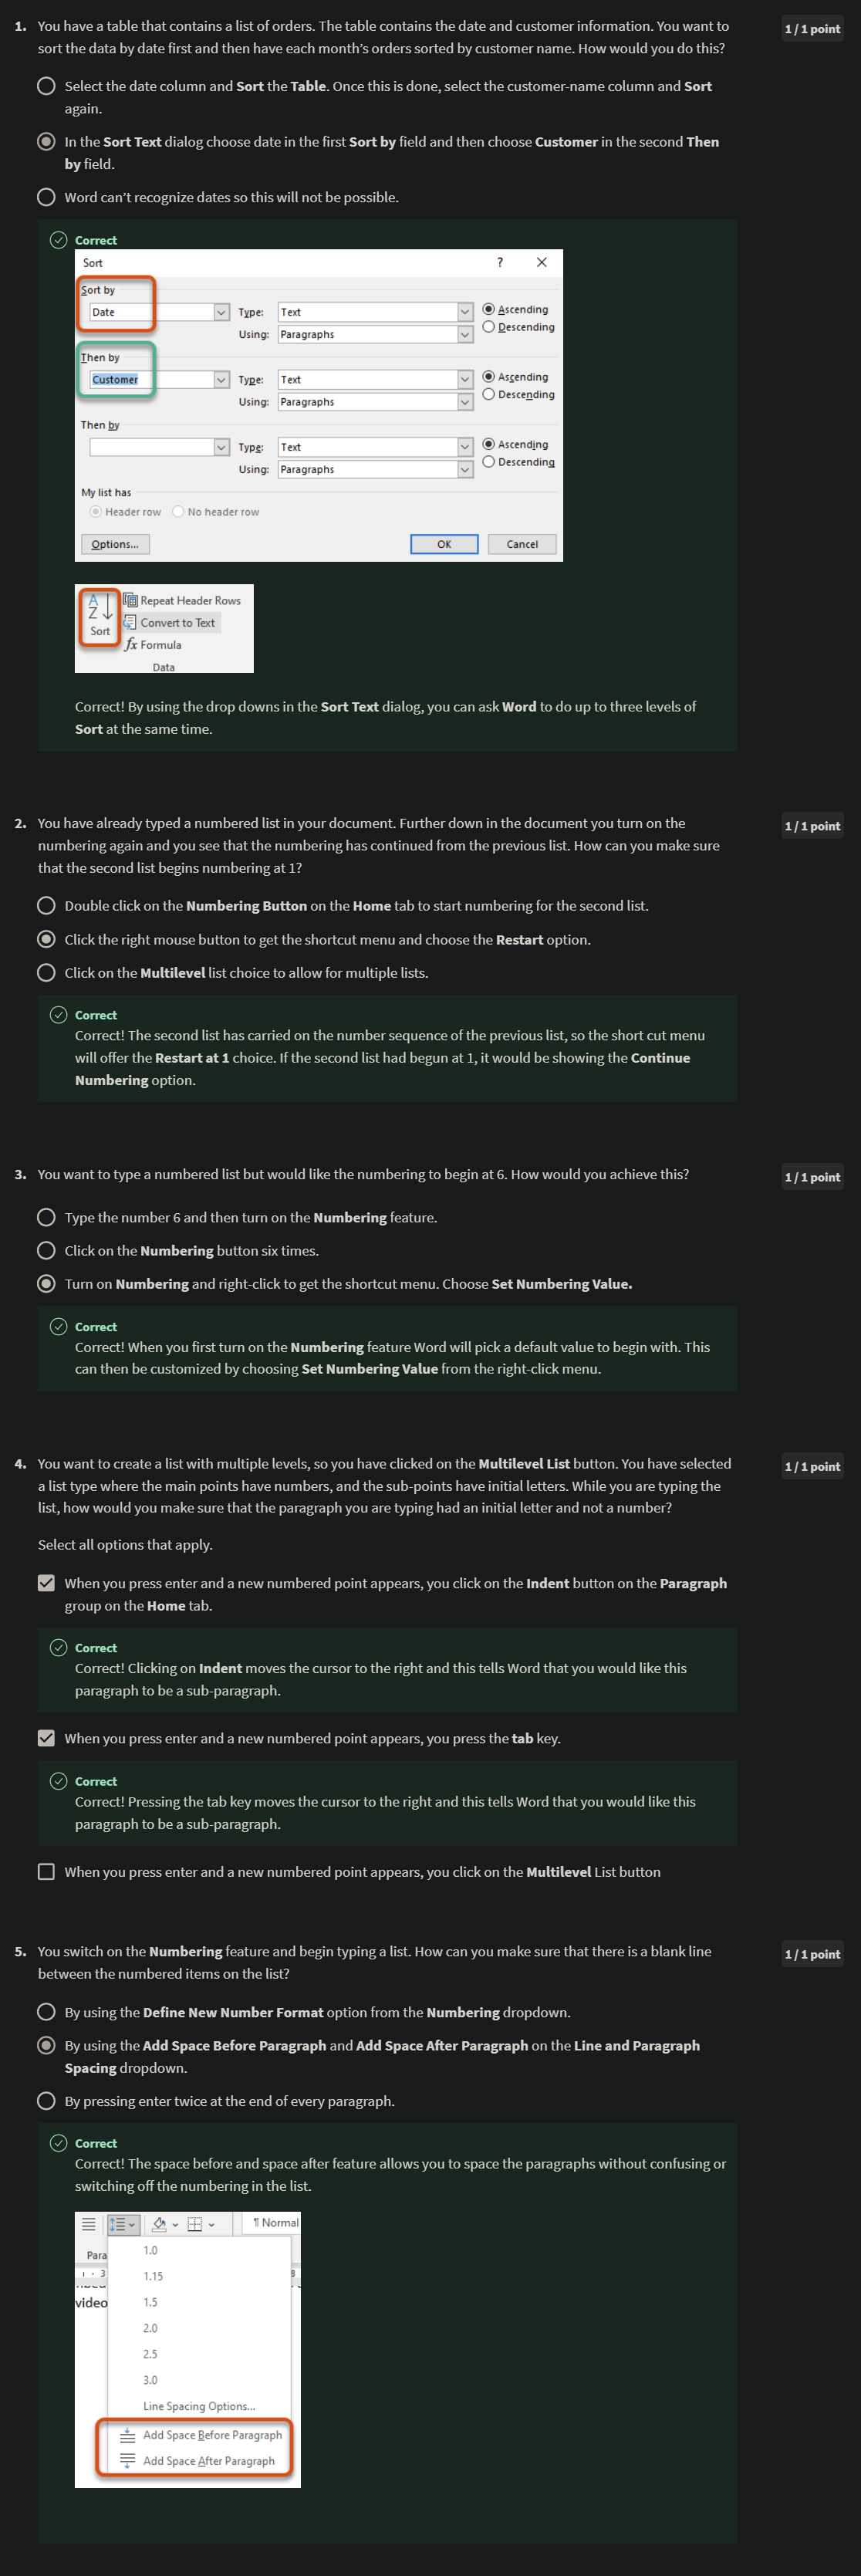 1. You have a table that contains a list of orders. The table contains the date and customer information. You want to
1 / 1 point
sort the data by date first and then have each month's orders sorted by customer name. How would you do this?
Select the date column and Sort the Table. Once this is done, select the customer-name column and Sort
again.
In the Sort Text dialog choose date in the first Sort by field and then choose Customer in the second Then
by field.
Word can't recognize dates so this will not be possible.
Correct
Sort ? ×
Sort by
Date Type: Text Ascending
Using: Paragraphs Descending
Then by
Customer Type: Text Ascending
Using: Paragraphs Descending
Then by
Type: Text Ascending
Using: Paragraphs Descending
My list has
Header row No header row
Options... OK Cancel
A
Z
Sort
Repeat Header Rows
Convert to Text
fx Formula
Data
Correct! By using the drop downs in the Sort Text dialog, you can ask Word to do up to three levels of
Sort at the same time.
2. You have already typed a numbered list in your document. Further down in the document you turn on the
1 / 1 point
numbering again and you see that the numbering has continued from the previous list. How can you make sure
that the second list begins numbering at 1?
Double click on the Numbering Button on the Home tab to start numbering for the second list.
Click the right mouse button to get the shortcut menu and choose the Restart option.
Click on the Multilevel list choice to allow for multiple lists.
Correct
Correct! The second list has carried on the number sequence of the previous list, so the short cut menu
will offer the Restart at 1 choice. If the second list had begun at 1, it would be showing the Continue
Numbering option.
3. You want to type a numbered list but would like the numbering to begin at 6. How would you achieve this?
1 / 1 point
Type the number 6 and then turn on the Numbering feature.
Click on the Numbering button six times.
Turn on Numbering and right-click to get the shortcut menu. Choose Set Numbering Value.
Correct
Correct! When you first turn on the Numbering feature Word will pick a default value to begin with. This
can then be customized by choosing Set Numbering Value from the right-click menu.
4. You want to create a list with multiple levels, so you have clicked on the Multilevel List button. You have selected
1 / 1 point
a list type where the main points have numbers, and the sub-points have initial letters. While you are typing the
list, how would you make sure that the paragraph you are typing had an initial letter and not a number?
Select all options that apply.
When you press enter and a new numbered point appears, you click on the Indent button on the Paragraph
group on the Home tab.
Correct
Correct! Clicking on Indent moves the cursor to the right and this tells Word that you would like this
paragraph to be a sub-paragraph.
When you press enter and a new numbered point appears, you press the tab key.
Correct
Correct! Pressing the tab key moves the cursor to the right and this tells Word that you would like this
paragraph to be a sub-paragraph.
When you press enter and a new numbered point appears, you click on the Multilevel List button
5. You switch on the Numbering feature and begin typing a list. How can you make sure that there is a blank line
1 / 1 point
between the numbered items on the list?
By using the Define New Number Format option from the Numbering dropdown.
By using the Add Space Before Paragraph and Add Space After Paragraph on the Line and Paragraph
Spacing dropdown.
By pressing enter twice at the end of every paragraph.
Correct
Correct! The space before and space after feature allows you to space the paragraphs without confusing or
switching off the numbering in the list.
¶ Normal
Para
1.0
3
8
1.15
video
1.5
2.0
2.5
3.0
Line Spacing Options...
Add Space Before Paragraph
Add Space After Paragraph